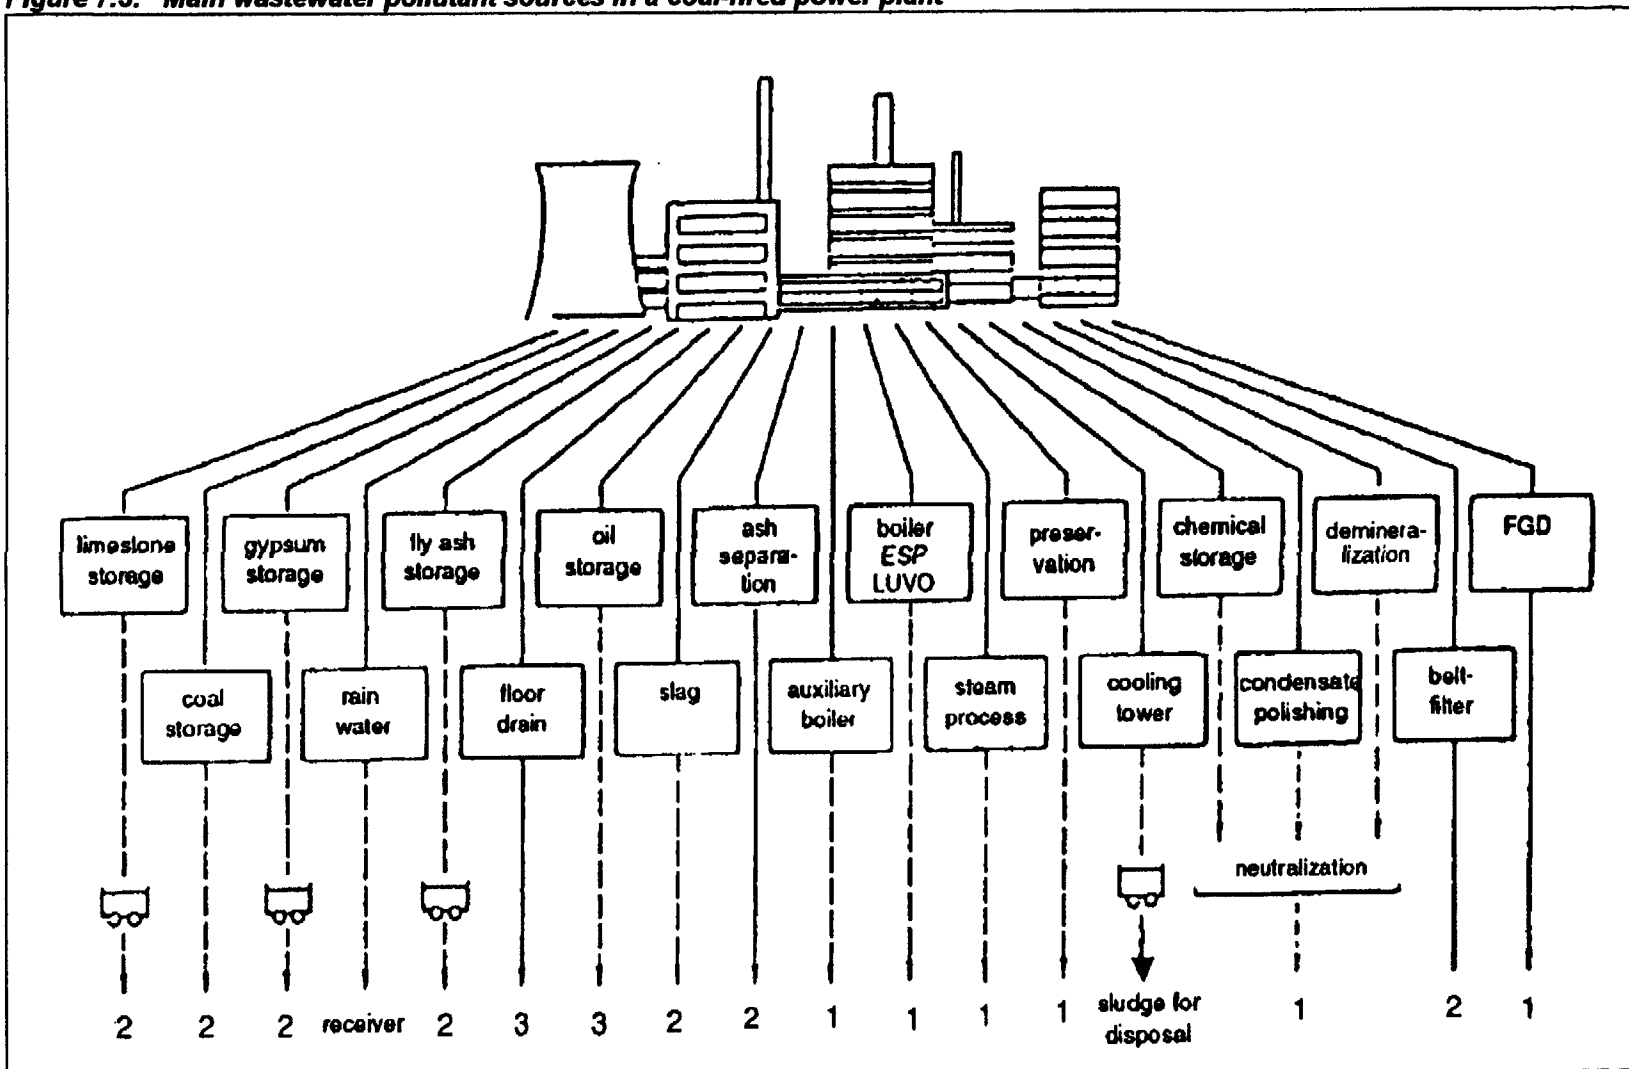 Figure 7.3. Main wastewater pollutant sources in a coal-fired power plant
limestone
storage
gypsum
storage
fly ash
storage
oil
storage
ash
separa-
tion
boiler
ESP
LUVO
preser-
vation
chemical
storage
deminera-
lization
FGD
coal
storage
rain
water
floor
drain
slag
auxiliary
boiler
steam
process
cooling
tower
condensate
polishing
belt-
filter
neutralization
2
2
2
receiver
2
3
3
2
2
1
1
1
1
sludge for
disposal
1
2
1